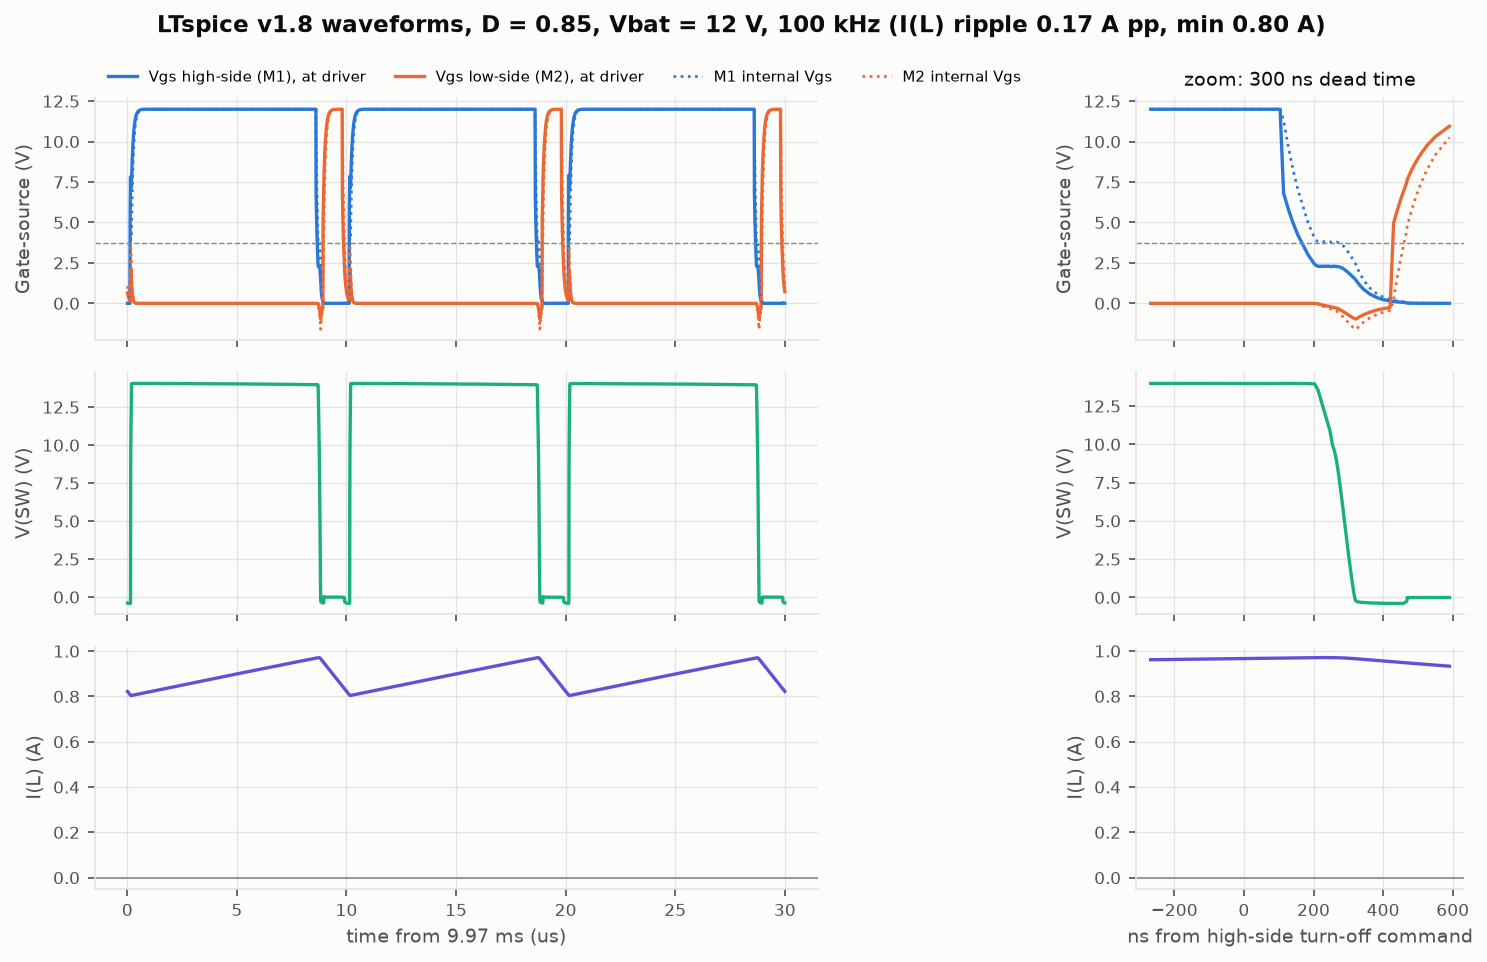 LTspice v1.8 waveforms, D = 0.85, Vbat = 12 V, 100 kHz (I(L) ripple 0.17 A pp, min 0.80 A)
Vgs high-side (M1), at driver
Vgs low-side (M2), at driver
M1 internal Vgs
M2 internal Vgs
zoom: 300 ns dead time
Gate-source (V)
12.5
10.0
7.5
5.0
2.5
0.0
Gate-source (V)
12.5
10.0
7.5
5.0
2.5
0.0
V(SW) (V)
12.5
10.0
7.5
5.0
2.5
0.0
V(SW) (V)
12.5
10.0
7.5
5.0
2.5
0.0
I(L) (A)
1.0
0.8
0.6
0.4
0.2
0.0
0 5 10 15 20 25 30
time from 9.97 ms (us)
I(L) (A)
1.0
0.8
0.6
0.4
0.2
0.0
−200 0 200 400 600
ns from high-side turn-off command